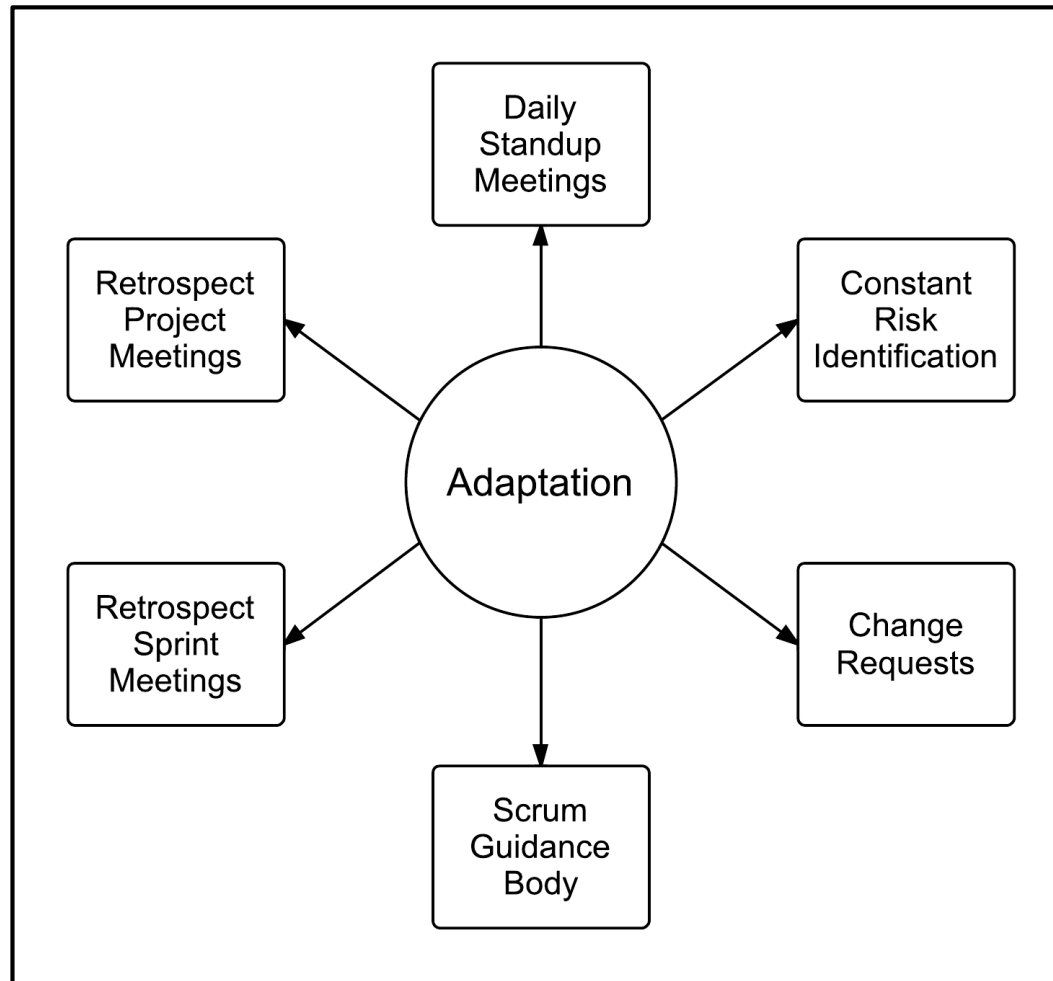 Daily
Standup
Meetings
Retrospect
Project
Meetings
Constant
Risk
Identification
Adaptation
Retrospect
Sprint
Meetings
Change
Requests
Scrum
Guidance
Body